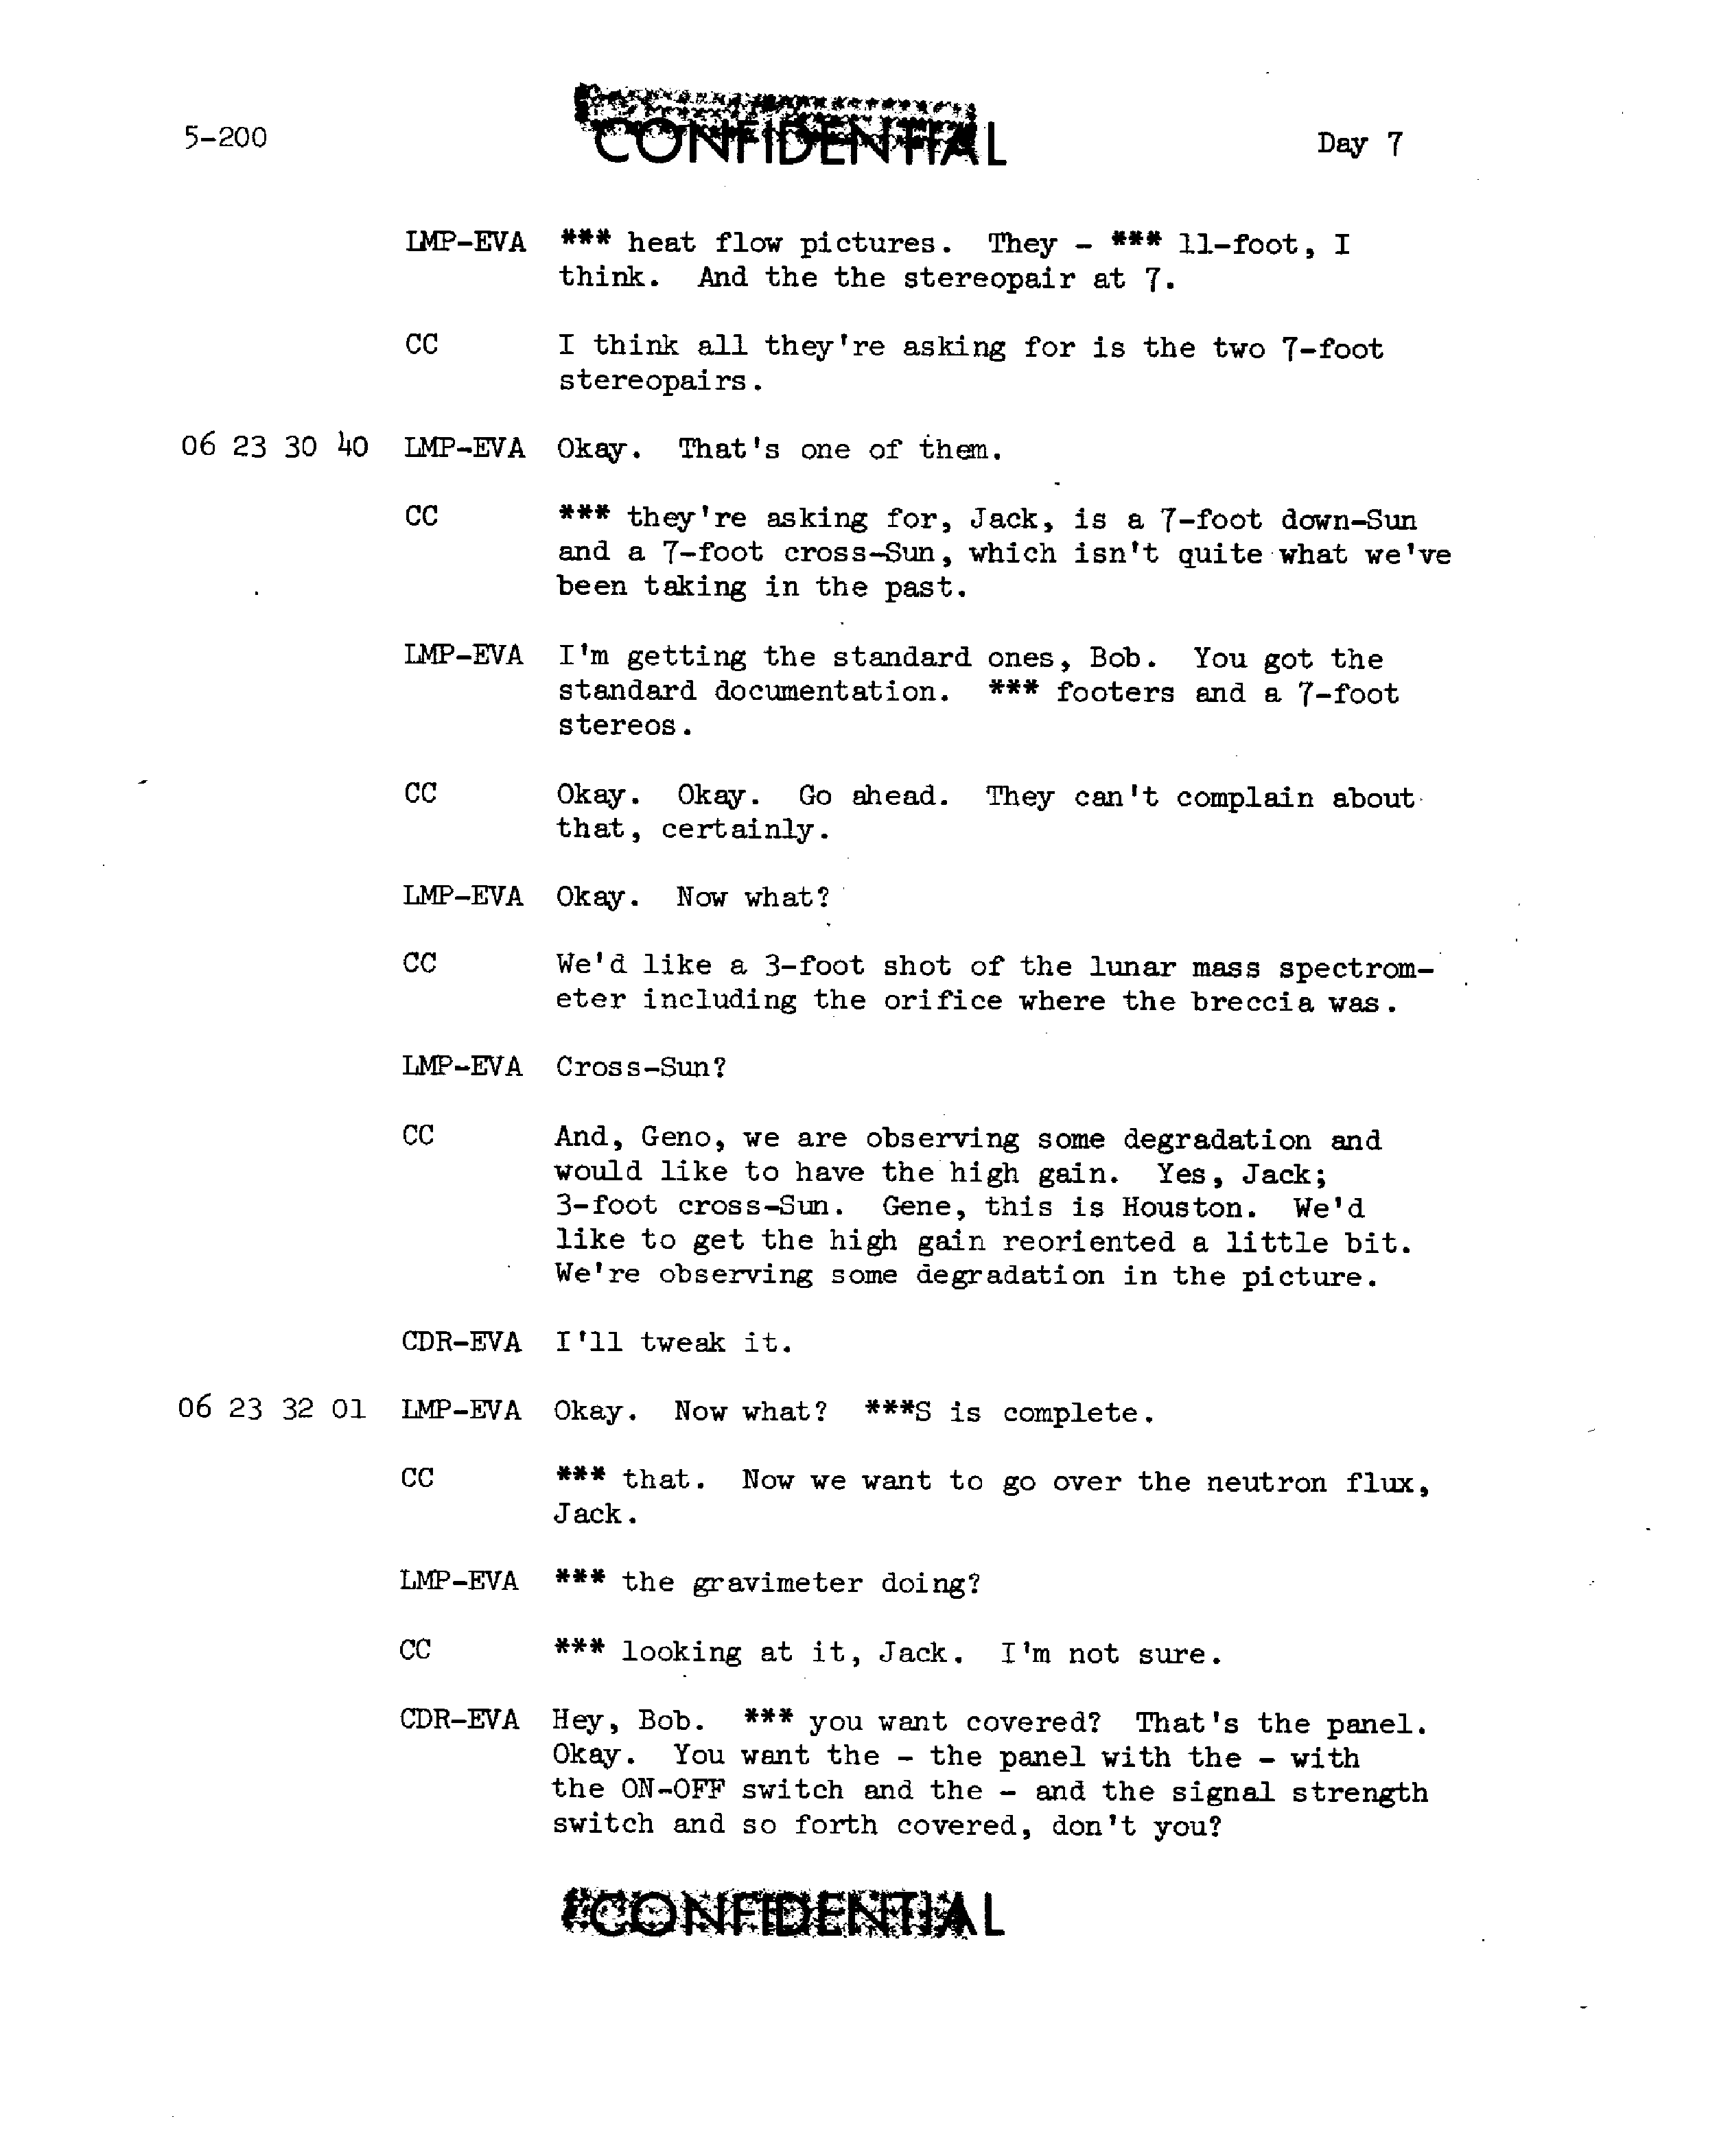 5-200
CONFIDENTIAL
Day 7
LMP-EVA *** heat flow pictures. They - *** 11-foot, I
think. And the the stereopair at 7.
CC I think all they're asking for is the two 7-foot
stereopairs.
06 23 30 40 LMP-EVA Okay. That's one of them.
CC *** they're asking for, Jack, is a 7-foot down-Sun
and a 7-foot cross-Sun, which isn't quite what we've
been taking in the past.
LMP-EVA I'm getting the standard ones, Bob. You got the
standard documentation. *** footers and a 7-foot
stereos.
CC Okay. Okay. Go ahead. They can't complain about
that, certainly.
LMP-EVA Okay. Now what?
CC We'd like a 3-foot shot of the lunar mass spectrom-
eter including the orifice where the breccia was.
LMP-EVA Cross-Sun?
CC And, Geno, we are observing some degradation and
would like to have the high gain. Yes, Jack;
3-foot cross-Sun. Gene, this is Houston. We'd
like to get the high gain reoriented a little bit.
We're observing some degradation in the picture.
CDR-EVA I'll tweak it.
06 23 32 01 LMP-EVA Okay. Now what? ***S is complete.
CC *** that. Now we want to go over the neutron flux,
Jack.
LMP-EVA *** the gravimeter doing?
CC *** looking at it, Jack. I'm not sure.
CDR-EVA Hey, Bob. *** you want covered? That's the panel.
Okay. You want the - the panel with the - with
the ON-OFF switch and the - and the signal strength
switch and so forth covered, don't you?
CONFIDENTIAL